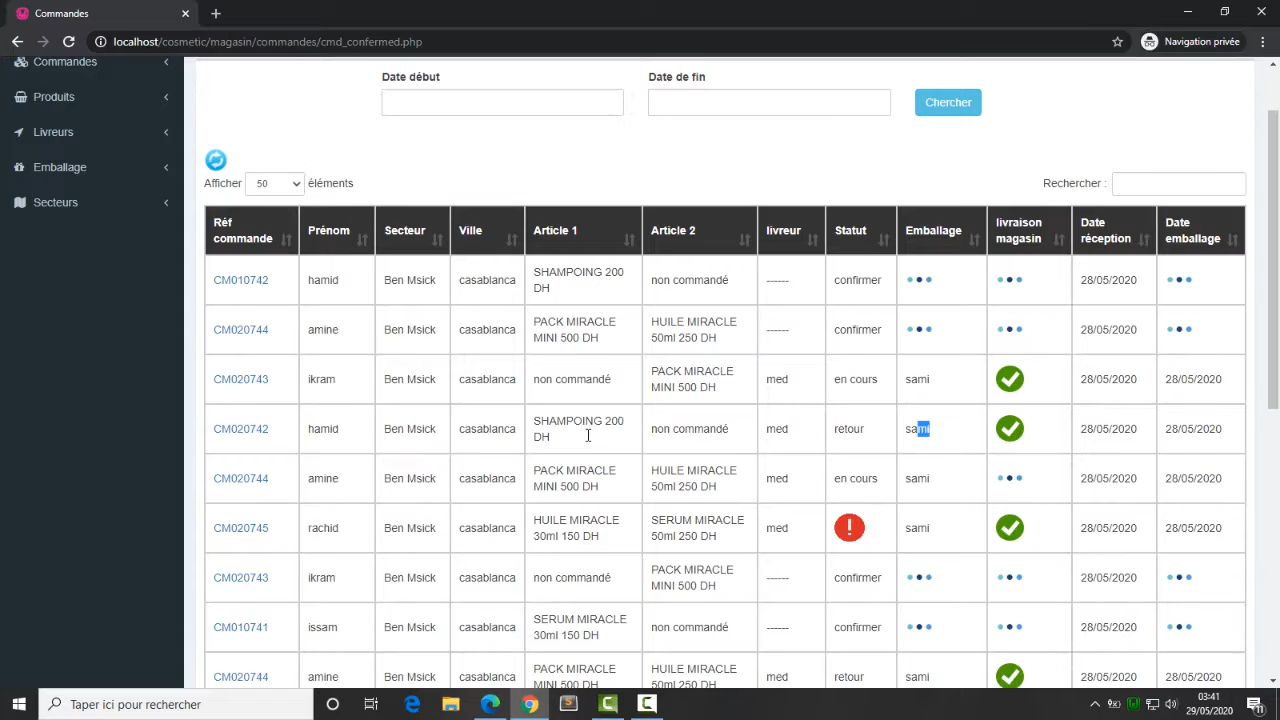 Commandes
localhost/cosmetic/magasin/commandes/cmd_confermed.php
Navigation privée
Commandes
Produits
Livreurs
Emballage
Secteurs
Date début Date de fin
Chercher
Afficher 50 éléments
Rechercher :
Réf commande Prénom Secteur Ville Article 1 Article 2 livreur Statut Emballage livraison magasin Date réception Date emballage
CM010742 hamid Ben Msick casablanca SHAMPOING 200 DH non commandé ------ confirmer 28/05/2020
CM020744 amine Ben Msick casablanca PACK MIRACLE MINI 500 DH HUILE MIRACLE 50ml 250 DH ------ confirmer 28/05/2020
CM020743 ikram Ben Msick casablanca non commandé PACK MIRACLE MINI 500 DH med en cours sami 28/05/2020 28/05/2020
CM020742 hamid Ben Msick casablanca SHAMPOING 200 DH non commandé med retour sami 28/05/2020 28/05/2020
CM020744 amine Ben Msick casablanca PACK MIRACLE MINI 500 DH HUILE MIRACLE 50ml 250 DH med en cours sami 28/05/2020 28/05/2020
CM020745 rachid Ben Msick casablanca HUILE MIRACLE 30ml 150 DH SERUM MIRACLE 50ml 250 DH med sami 28/05/2020 28/05/2020
CM020743 ikram Ben Msick casablanca non commandé PACK MIRACLE MINI 500 DH ------ confirmer 28/05/2020
CM010741 issam Ben Msick casablanca SERUM MIRACLE 30ml 150 DH non commandé ------ confirmer 28/05/2020
CM020744 amine Ben Msick casablanca PACK MIRACLE MINI 500 DH HUILE MIRACLE 50ml 250 DH med retour sami 28/05/2020 28/05/2020
Taper ici pour rechercher
03:41
29/05/2020